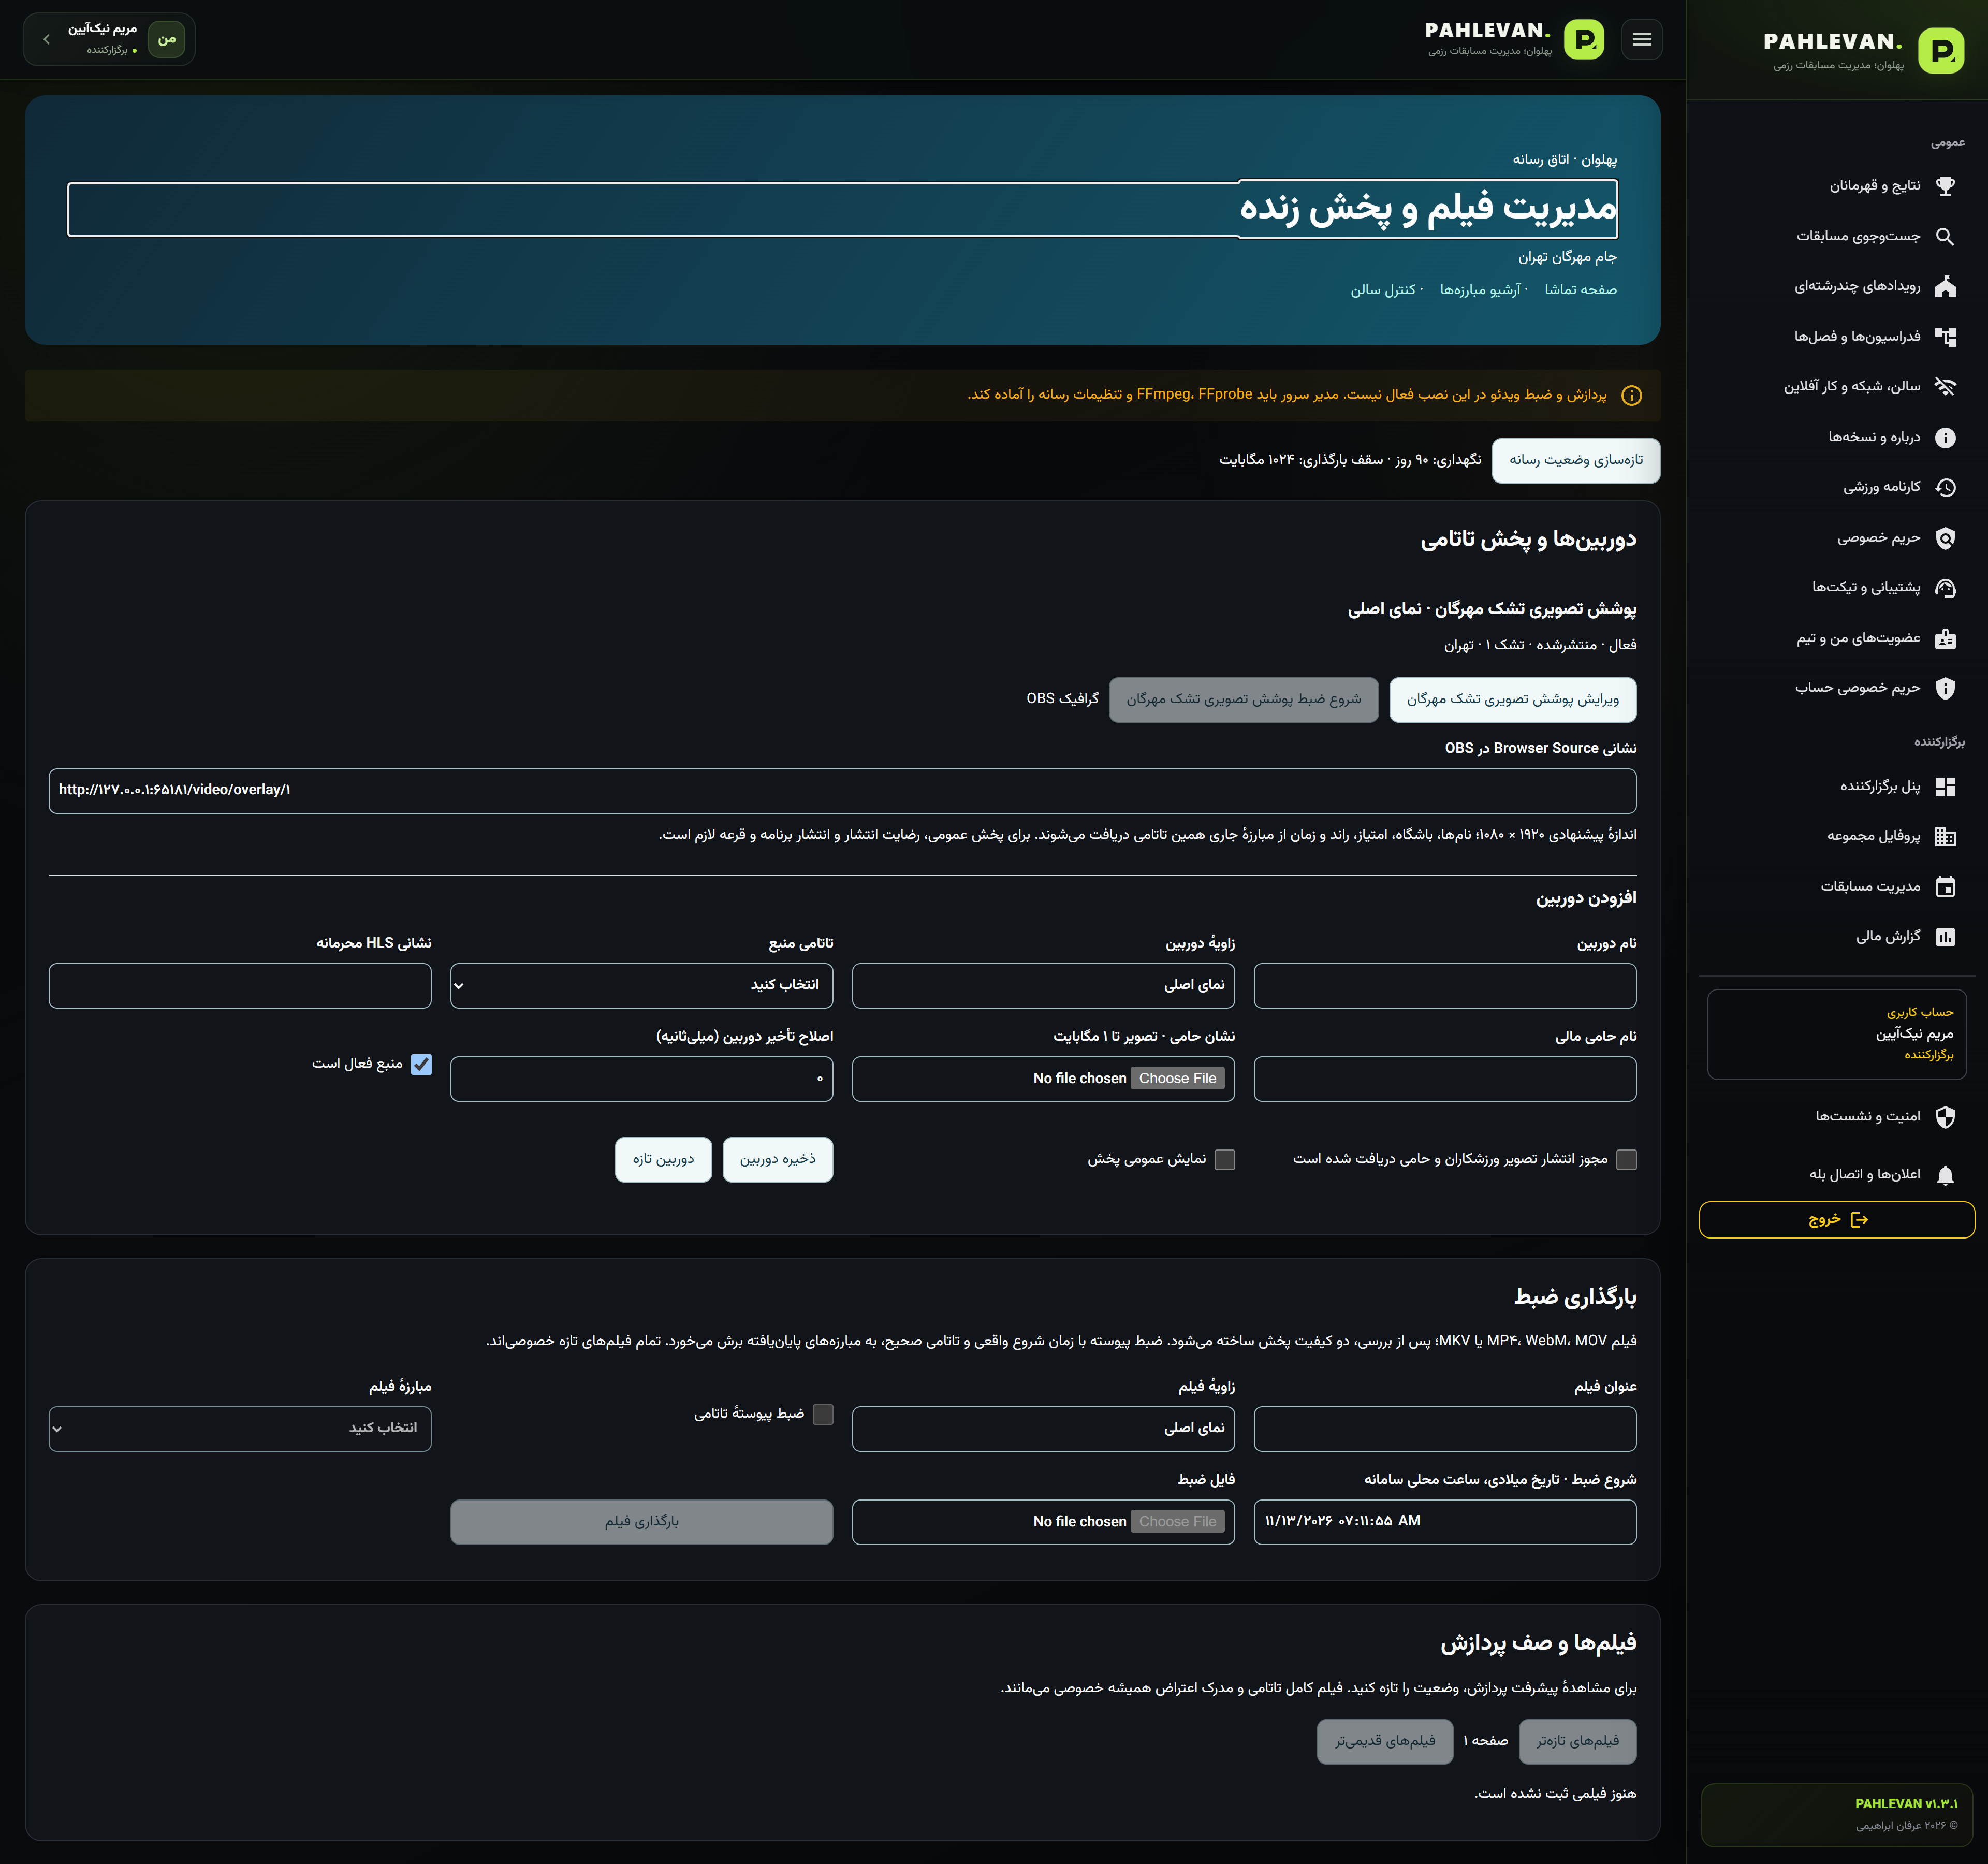 PAHLEVAN.
پهلوان؛ مدیریت مسابقات رزمی
عمومی
نتایج و قهرمانان
جست‌وجوی مسابقات
رویدادهای چندرشته‌ای
فدراسیون‌ها و فصل‌ها
سالن، شبکه و کار آفلاین
درباره و نسخه‌ها
کارنامه ورزشی
حریم خصوصی
پشتیبانی و تیکت‌ها
عضویت‌های من و تیم
حریم خصوصی حساب
برگزارکننده
پنل برگزارکننده
پروفایل مجموعه
مدیریت مسابقات
گزارش مالی
حساب کاربری
مریم نیک‌آیین
برگزارکننده
امنیت و نشست‌ها
اعلان‌ها و اتصال بله
خروج
PAHLEVAN v۱.۳.۱
© ۲۰۲۶ عرفان ابراهیمی
PAHLEVAN.
پهلوان؛ مدیریت مسابقات رزمی
من
مریم نیک‌آیین
برگزارکننده
پهلوان · اتاق رسانه
مدیریت فیلم و پخش زنده
جام مهرگان تهران
صفحه تماشا · آرشیو مبارزه‌ها · کنترل سالن
پردازش و ضبط ویدئو در این نصب فعال نیست. مدیر سرور باید FFmpeg، FFprobe و تنظیمات رسانه را آماده کند.
تازه‌سازی وضعیت رسانه
نگهداری: ۹۰ روز · سقف بارگذاری: ۱۰۲۴ مگابایت
دوربین‌ها و پخش تاتامی
پوشش تصویری تشک مهرگان · نمای اصلی
فعال · منتشرشده · تشک ۱ · تهران
ویرایش پوشش تصویری تشک مهرگان
شروع ضبط پوشش تصویری تشک مهرگان
گرافیک OBS
نشانی Browser Source در OBS
http://۱۲۷.۰.۰.۱:۶۵۱۸۱/video/overlay/۱
اندازهٔ پیشنهادی ۱۹۲۰ × ۱۰۸۰؛ نام‌ها، باشگاه، امتیاز، راند و زمان از مبارزهٔ جاری همین تاتامی دریافت می‌شوند. برای پخش عمومی، رضایت انتشار و انتشار برنامه و قرعه لازم است.
افزودن دوربین
نام دوربین
زاویهٔ دوربین
نمای اصلی
تاتامی منبع
انتخاب کنید
نشانی HLS محرمانه
نام حامی مالی
نشان حامی · تصویر تا ۱ مگابایت
Choose File No file chosen
اصلاح تأخیر دوربین (میلی‌ثانیه)
۰
منبع فعال است
مجوز انتشار تصویر ورزشکاران و حامی دریافت شده است
نمایش عمومی پخش
ذخیره دوربین
دوربین تازه
بارگذاری ضبط
فیلم MP۴، WebM، MOV یا MKV؛ پس از بررسی، دو کیفیت پخش ساخته می‌شود. ضبط پیوسته با زمان شروع واقعی و تاتامی صحیح، به مبارزه‌های پایان‌یافته برش می‌خورد. تمام فیلم‌های تازه خصوصی‌اند.
عنوان فیلم
زاویهٔ فیلم
نمای اصلی
ضبط پیوستهٔ تاتامی
مبارزهٔ فیلم
انتخاب کنید
شروع ضبط · تاریخ میلادی، ساعت محلی سامانه
۱۱/۱۳/۲۰۲۶ ۰۷:۱۱:۵۵ AM
فایل ضبط
Choose File No file chosen
بارگذاری فیلم
فیلم‌ها و صف پردازش
برای مشاهدهٔ پیشرفت پردازش، وضعیت را تازه کنید. فیلم کامل تاتامی و مدرک اعتراض همیشه خصوصی می‌مانند.
فیلم‌های تازه‌تر
صفحه ۱
فیلم‌های قدیمی‌تر
هنوز فیلمی ثبت نشده است.